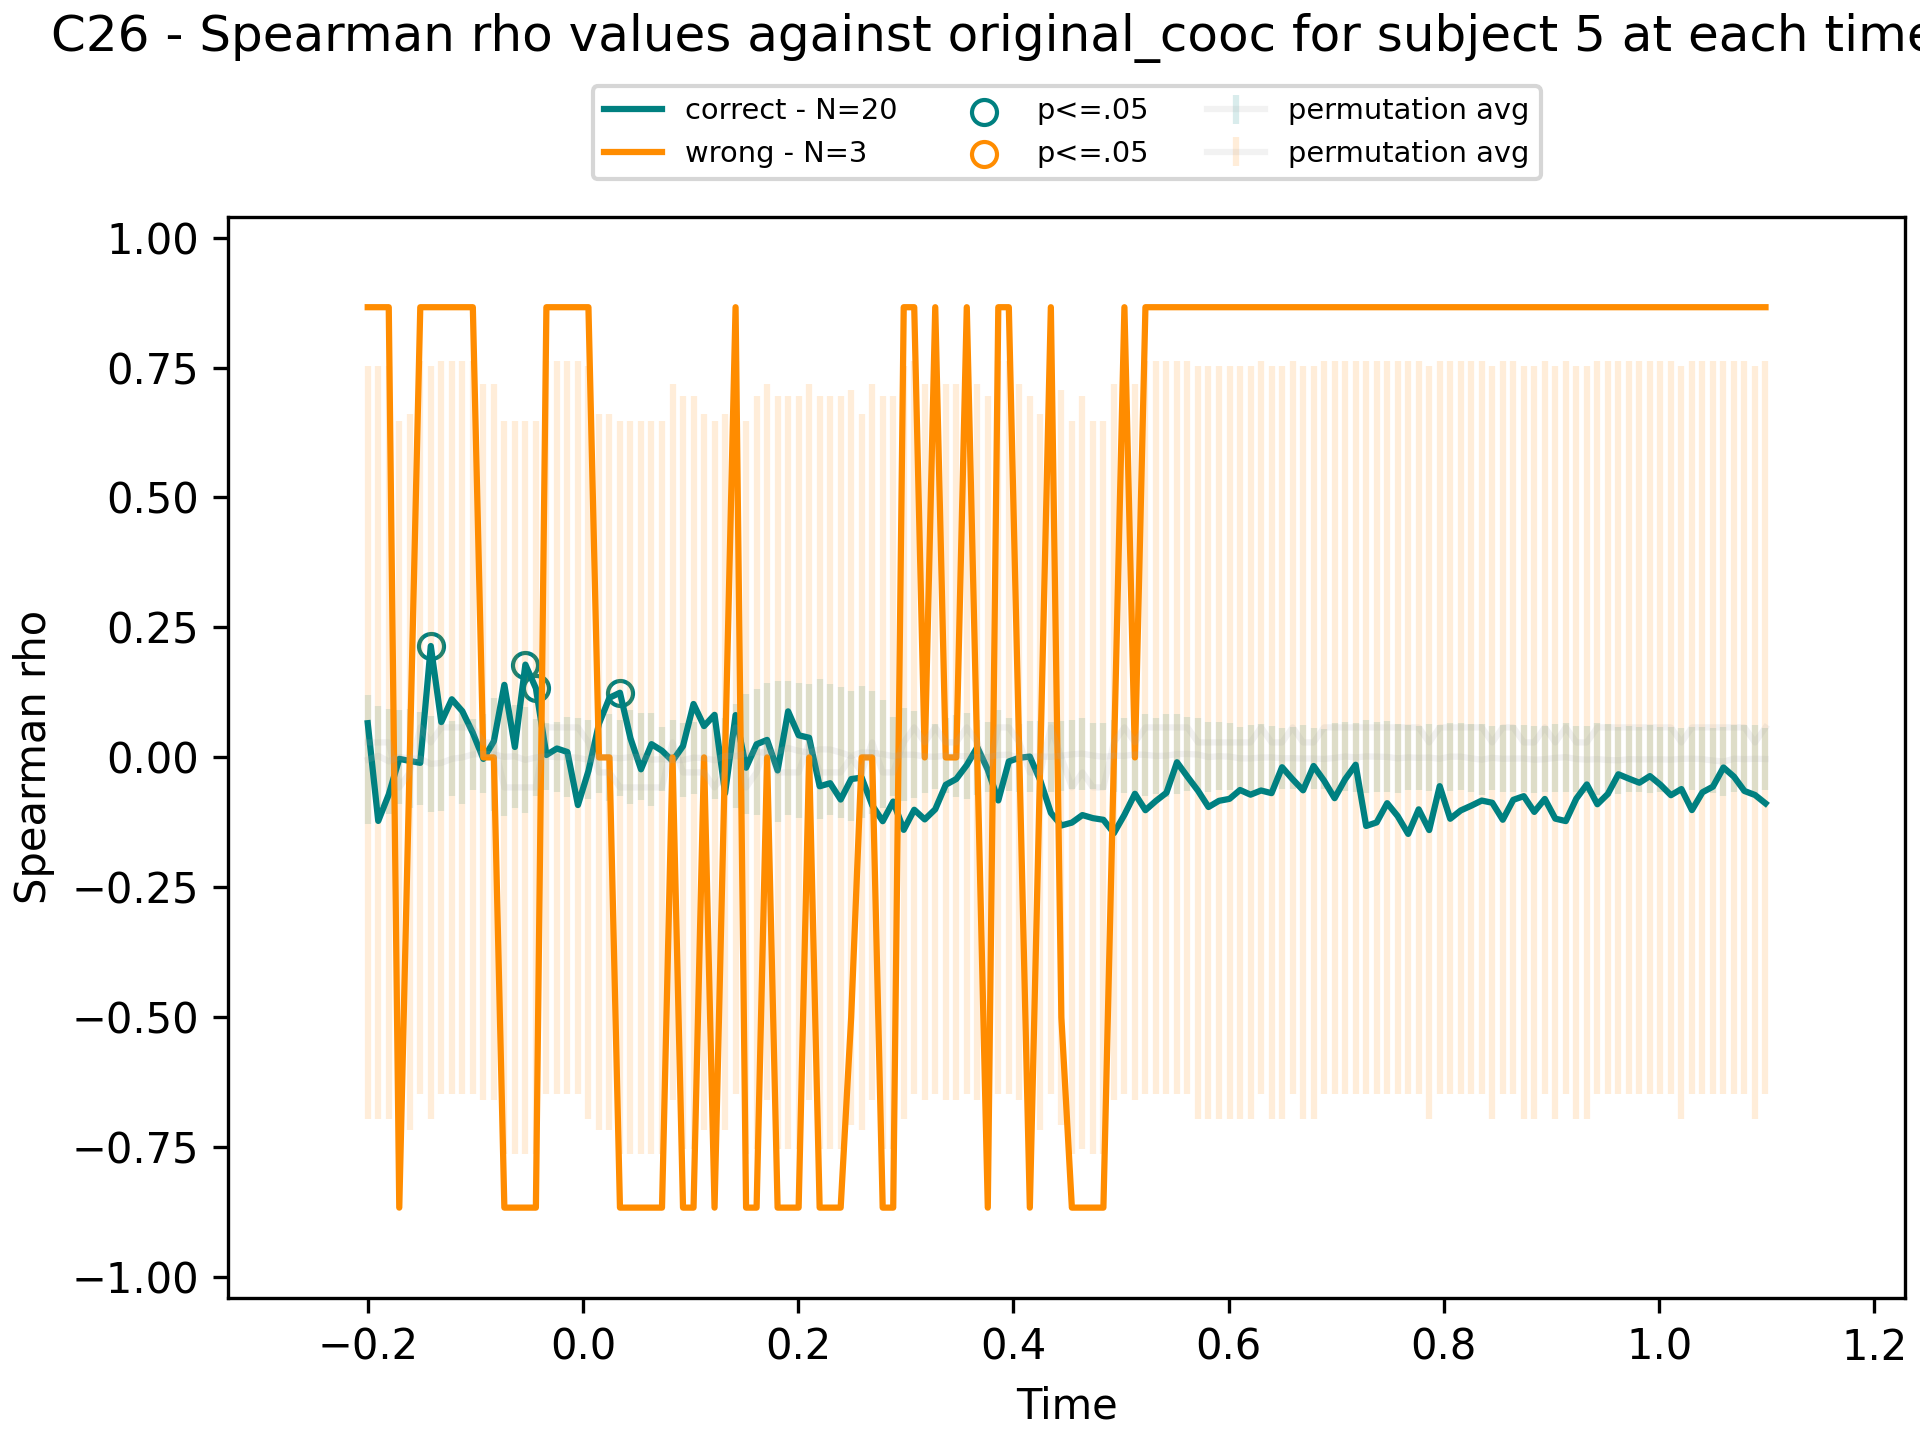 C26 - Spearman rho values against original_cooc for subject 5 at each time
correct - N=20
wrong - N=3
p<=.05
p<=.05
permutation avg
permutation avg
1.00
0.75
0.50
0.25
0.00
−0.25
−0.50
−0.75
−1.00
Spearman rho
−0.2 0.0 0.2 0.4 0.6 0.8 1.0 1.2
Time